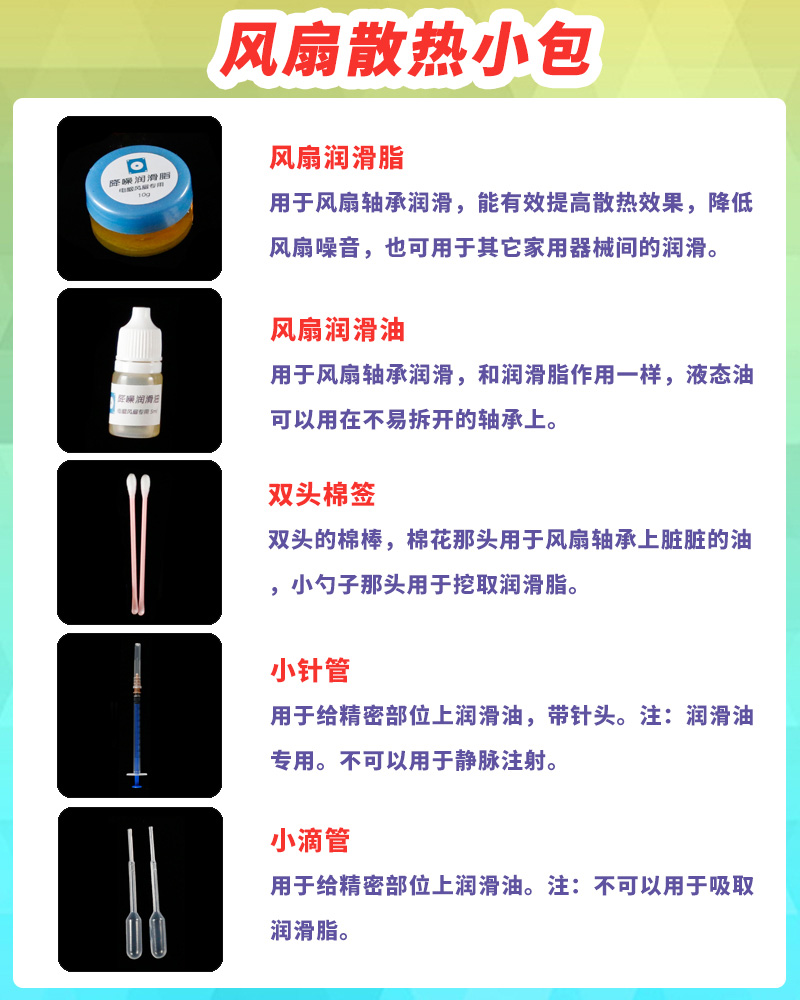 风扇散热小包
降噪润滑脂
电脑风扇专用
10g
风扇润滑脂
用于风扇轴承润滑，能有效提高散热效果，降低
风扇噪音，也可用于其它家用器械间的润滑。
降噪润滑油
电脑风扇专用 5ml
风扇润滑油
用于风扇轴承润滑，和润滑脂作用一样，液态油
可以用在不易拆开的轴承上。
双头棉签
双头的棉棒，棉花那头用于风扇轴承上脏脏的油
，小勺子那头用于挖取润滑脂。
小针管
用于给精密部位上润滑油，带针头。注：润滑油
专用。不可以用于静脉注射。
小滴管
用于给精密部位上润滑油。注：不可以用于吸取
润滑脂。